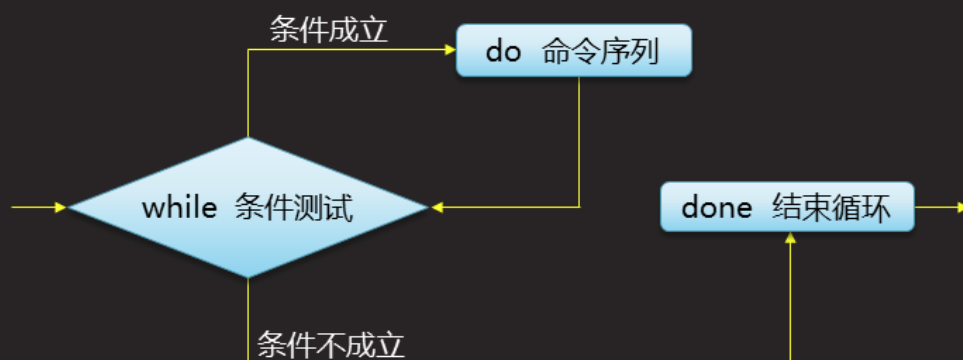 条件成立
do 命令序列
while 条件测试
done 结束循环
条件不成立